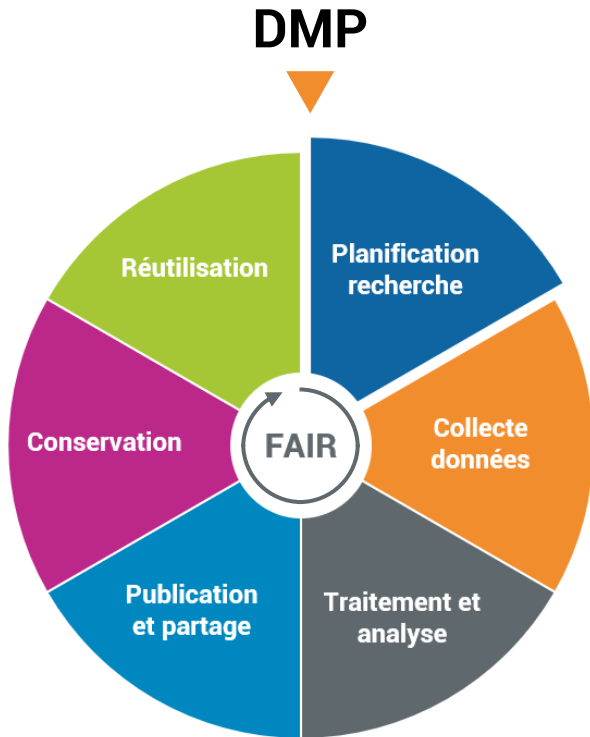 DMP
Planification
recherche
Collecte
données
Traitement et
analyse
Publication
et partage
Conservation
Réutilisation
FAIR